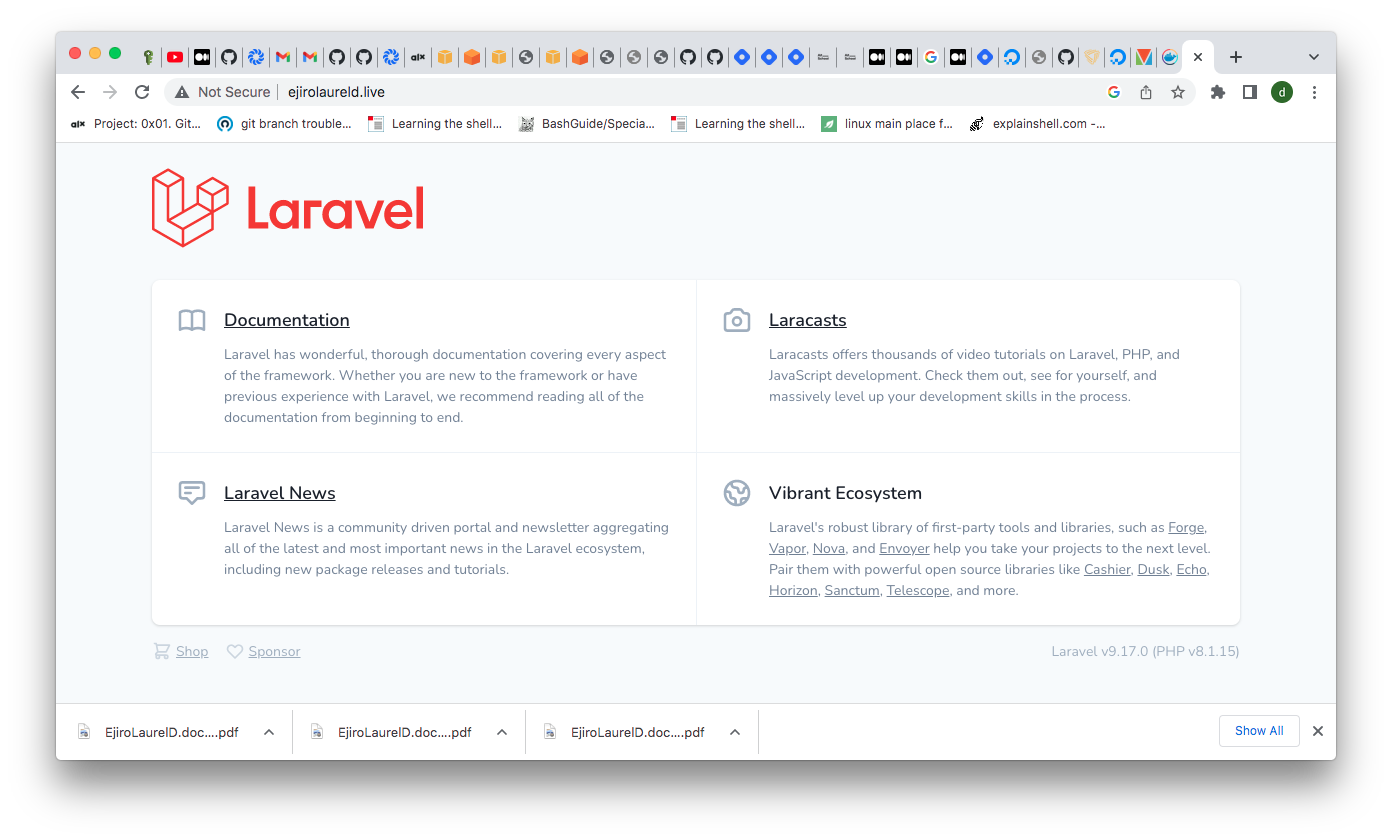 alx
Not Secure ejirolaureld.live
d
alx Project: 0x01. Git... git branch trouble... Learning the shell... BashGuide/Specia... Learning the shell... linux main place f... explainshell.com -...
Laravel
Documentation
Laravel has wonderful, thorough documentation covering every aspect
of the framework. Whether you are new to the framework or have
previous experience with Laravel, we recommend reading all of the
documentation from beginning to end.
Laracasts
Laracasts offers thousands of video tutorials on Laravel, PHP, and
JavaScript development. Check them out, see for yourself, and
massively level up your development skills in the process.
Laravel News
Laravel News is a community driven portal and newsletter aggregating
all of the latest and most important news in the Laravel ecosystem,
including new package releases and tutorials.
Vibrant Ecosystem
Laravel's robust library of first-party tools and libraries, such as Forge,
Vapor, Nova, and Envoyer help you take your projects to the next level.
Pair them with powerful open source libraries like Cashier, Dusk, Echo,
Horizon, Sanctum, Telescope, and more.
Shop Sponsor Laravel v9.17.0 (PHP v8.1.15)
EjiroLaurelD.doc....pdf EjiroLaurelD.doc....pdf EjiroLaurelD.doc....pdf Show All